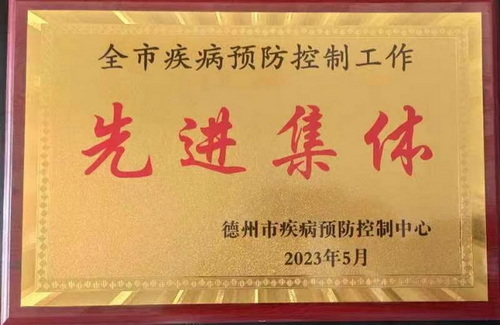 全市疾病预防控制工作
先进集体
德州市疾病预防控制中心
2023年5月